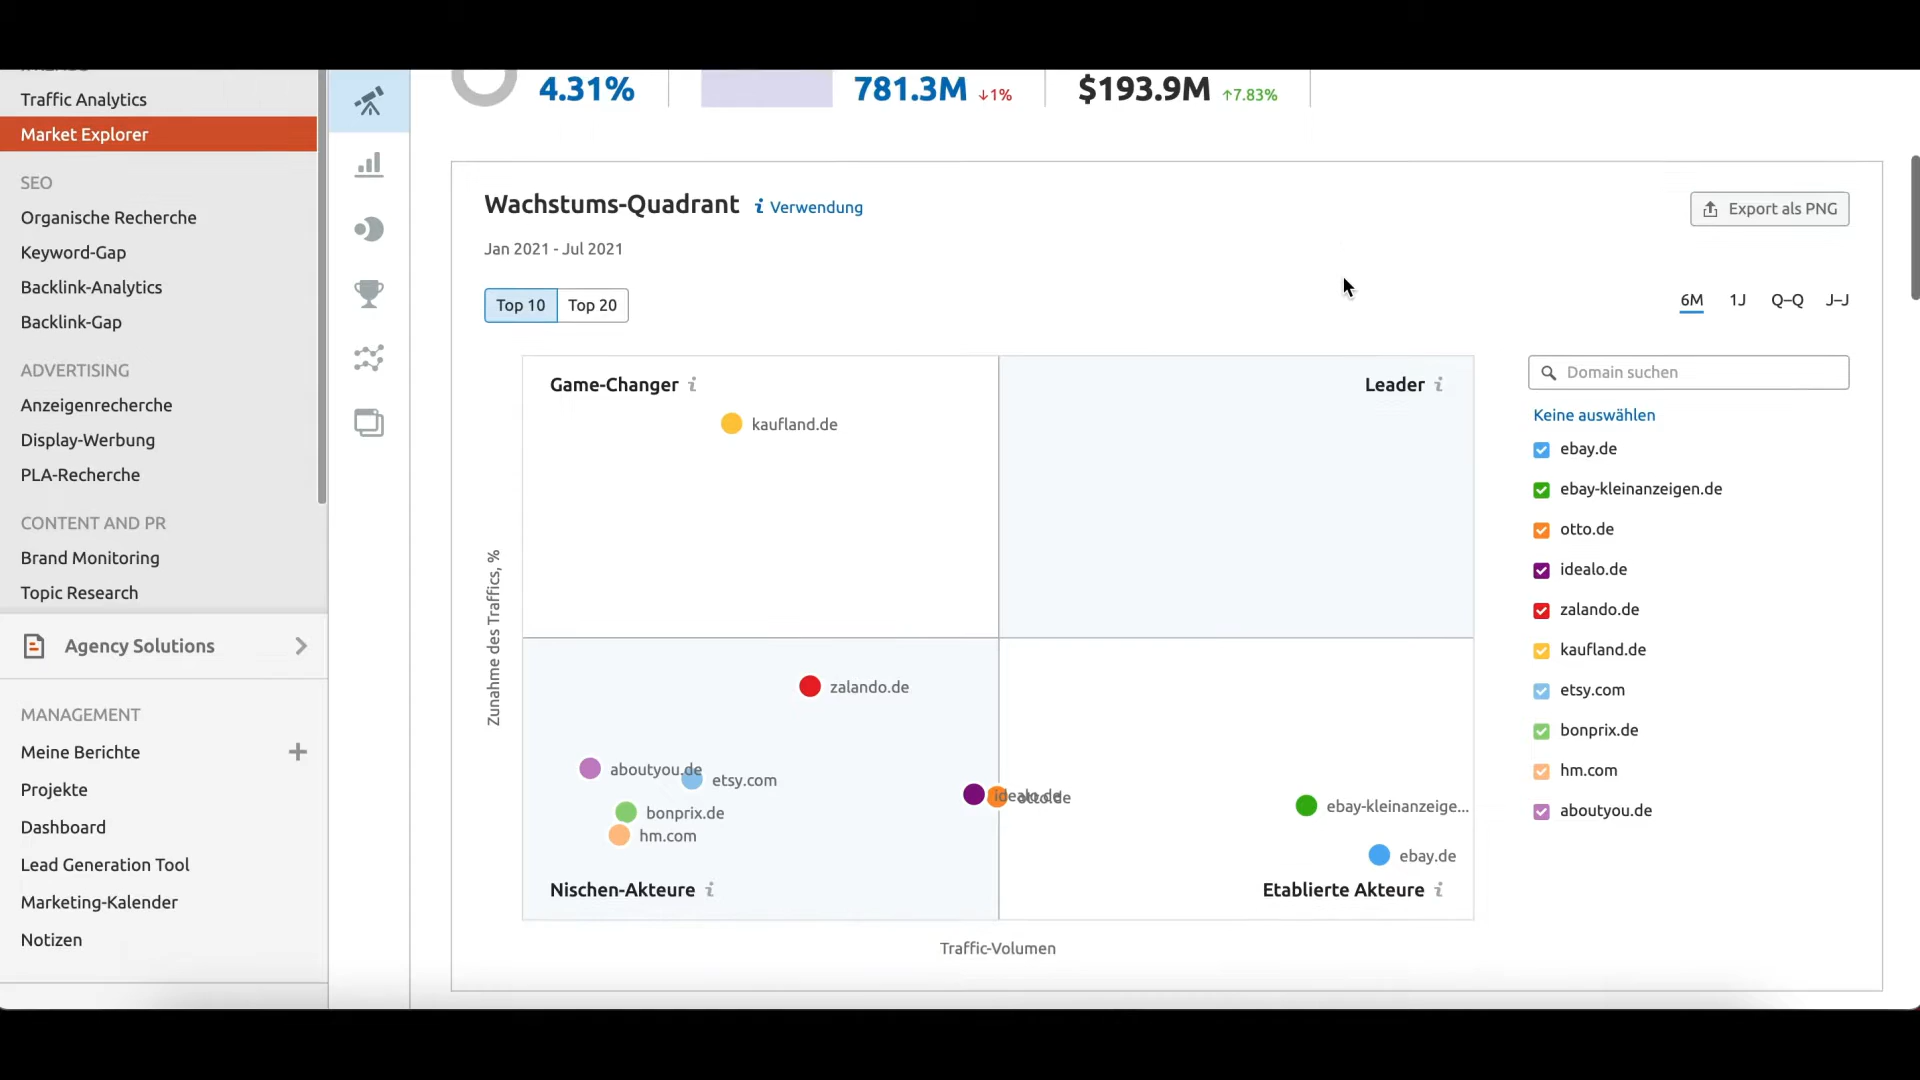 4.31%
781.3M ↓1%
$193.9M ↑7.83%
Traffic Analytics
Market Explorer
SEO
Organische Recherche
Keyword-Gap
Backlink-Analytics
Backlink-Gap
ADVERTISING
Anzeigenrecherche
Display-Werbung
PLA-Recherche
CONTENT AND PR
Brand Monitoring
Topic Research
Agency Solutions
MANAGEMENT
Meine Berichte
Projekte
Dashboard
Lead Generation Tool
Marketing-Kalender
Notizen
Wachstums-Quadrant i Verwendung
Export als PNG
Jan 2021 - Jul 2021
Top 10 Top 20
6M 1J Q–Q J–J
Game-Changer i
Leader i
kaufland.de
zalando.de
aboutyou.de
etsy.com
bonprix.de
hm.com
idealo.de
otto.de
ebay-kleinanzeige...
ebay.de
Nischen-Akteure i
Etablierte Akteure i
Zunahme des Traffics, %
Traffic-Volumen
Domain suchen
Keine auswählen
ebay.de
ebay-kleinanzeigen.de
otto.de
idealo.de
zalando.de
kaufland.de
etsy.com
bonprix.de
hm.com
aboutyou.de